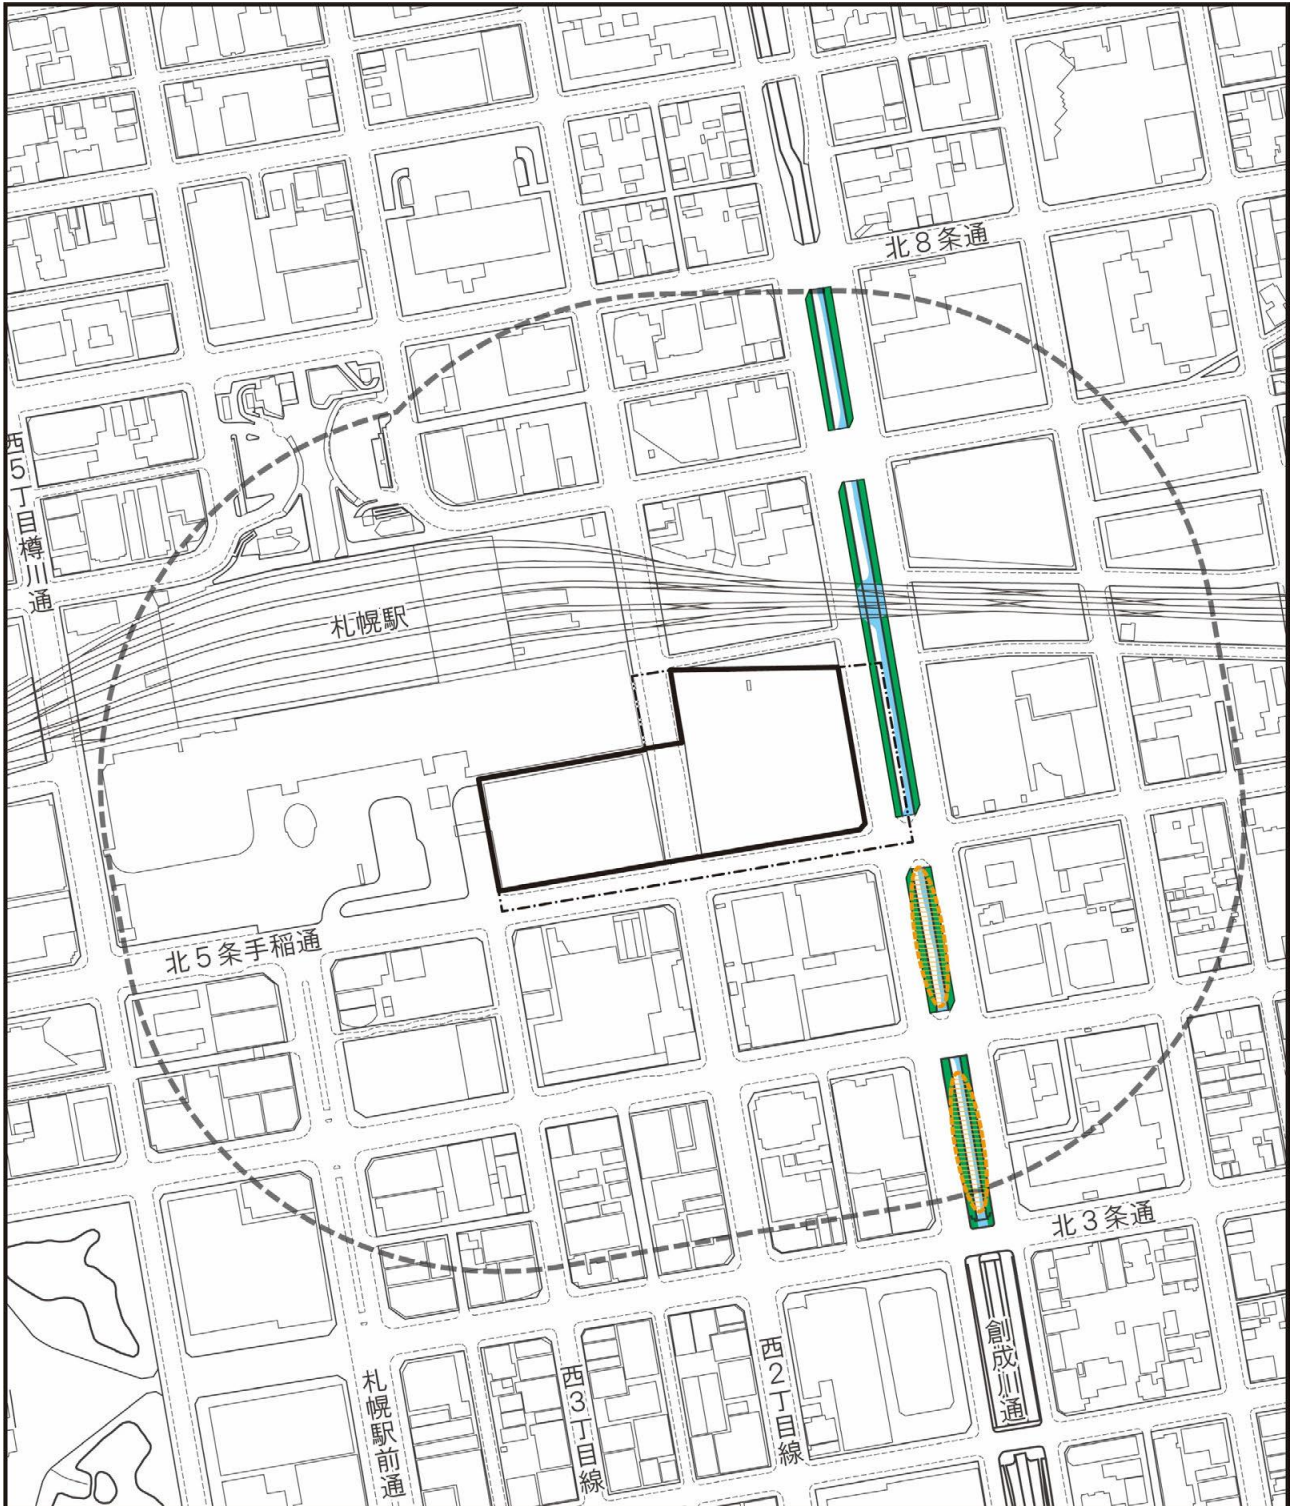 北8条通
西5丁目樽川通
札幌駅
北5条手稲通
北3条通
創成川通
西2丁目線
西3丁目線
札幌駅前通